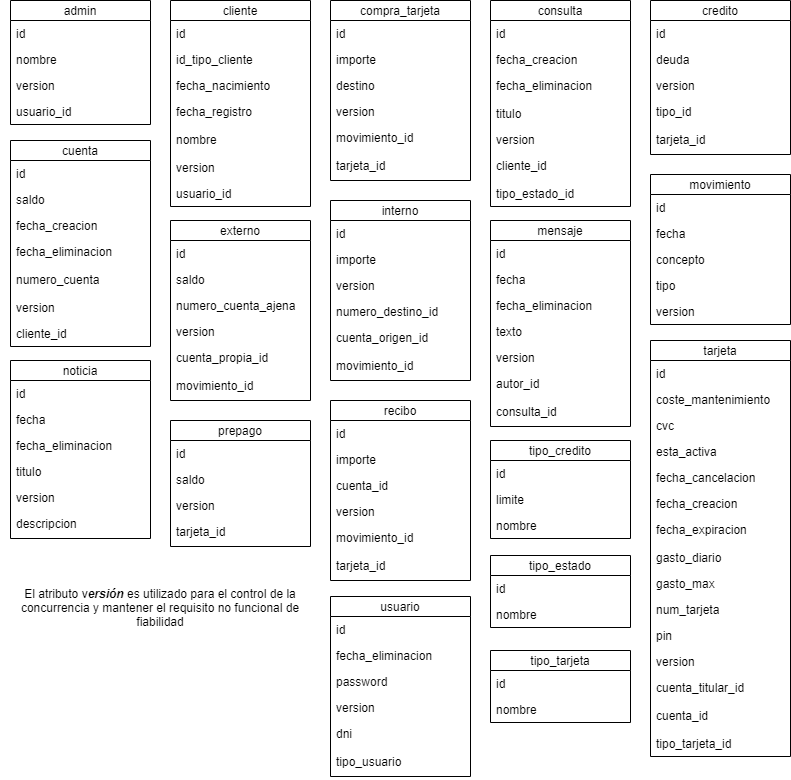 admin
id
nombre
version
usuario_id
cuenta
id
saldo
fecha_creacion
fecha_eliminacion
numero_cuenta
version
cliente_id
noticia
id
fecha
fecha_eliminacion
titulo
version
descripcion
El atributo versión es utilizado para el control de la
concurrencia y mantener el requisito no funcional de
fiabilidad
cliente
id
id_tipo_cliente
fecha_nacimiento
fecha_registro
nombre
version
usuario_id
externo
id
saldo
numero_cuenta_ajena
version
cuenta_propia_id
movimiento_id
prepago
id
saldo
version
tarjeta_id
compra_tarjeta
id
importe
destino
version
movimiento_id
tarjeta_id
interno
id
importe
version
numero_destino_id
cuenta_origen_id
movimiento_id
recibo
id
importe
cuenta_id
version
movimiento_id
tarjeta_id
usuario
id
fecha_eliminacion
password
version
dni
tipo_usuario
consulta
id
fecha_creacion
fecha_eliminacion
titulo
version
cliente_id
tipo_estado_id
mensaje
id
fecha
fecha_eliminacion
texto
version
autor_id
consulta_id
tipo_credito
id
limite
nombre
tipo_estado
id
nombre
tipo_tarjeta
id
nombre
credito
id
deuda
version
tipo_id
tarjeta_id
movimiento
id
fecha
concepto
tipo
version
tarjeta
id
coste_mantenimiento
cvc
esta_activa
fecha_cancelacion
fecha_creacion
fecha_expiracion
gasto_diario
gasto_max
num_tarjeta
pin
version
cuenta_titular_id
cuenta_id
tipo_tarjeta_id